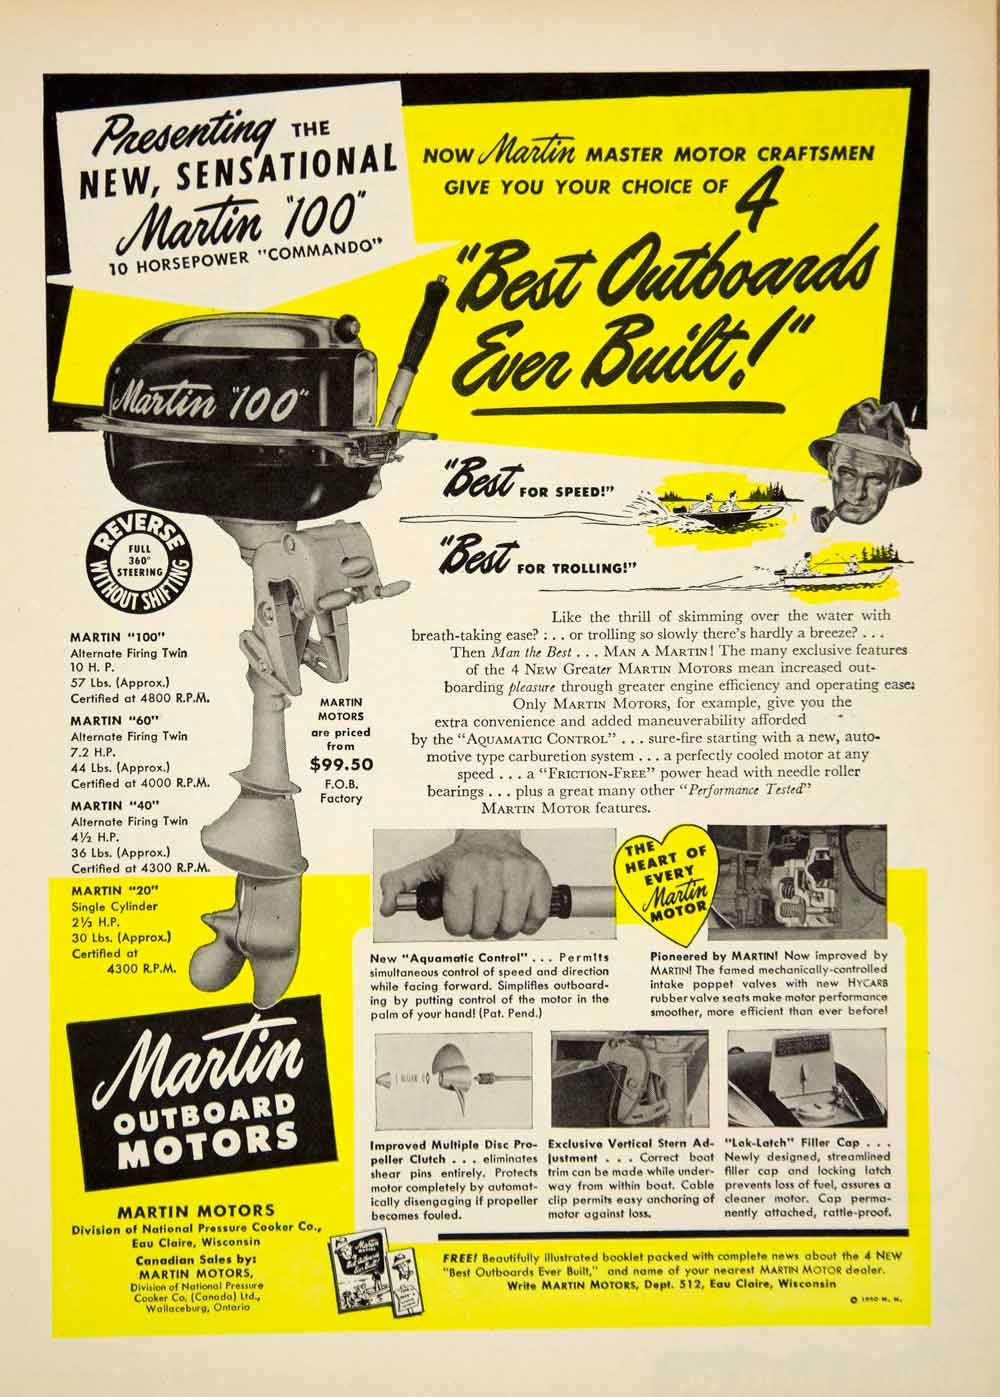 Presenting THE
NEW, SENSATIONAL
Martin "100"
10 HORSEPOWER "COMMANDO"
NOW Martin MASTER MOTOR CRAFTSMEN
GIVE YOU YOUR CHOICE OF 4
"Best Outboards
Ever Built!"
Martin "100"
"Best FOR SPEED!"
"Best FOR TROLLING!"
REVERSE
WITHOUT SHIFTING
FULL
360°
STEERING
MARTIN "100"
Alternate Firing Twin
10 H. P.
57 Lbs. (Approx.)
Certified at 4800 R.P.M.
MARTIN "60"
Alternate Firing Twin
7.2 H.P.
44 Lbs. (Approx.)
Certified at 4000 R.P.M.
MARTIN "40"
Alternate Firing Twin
4½ H.P.
36 Lbs. (Approx.)
Certified at 4300 R.P.M.
MARTIN "20"
Single Cylinder
2⅓ H.P.
30 Lbs. (Approx.)
Certified at
4300 R.P.M.
MARTIN
MOTORS
are priced
from
$99.50
F.O.B.
Factory
Like the thrill of skimming over the water with
breath-taking ease? : . . or trolling so slowly there's hardly a breeze? . . .
Then Man the Best . . . MAN A MARTIN! The many exclusive features
of the 4 NEW Greater MARTIN MOTORS mean increased out-
boarding pleasure through greater engine efficiency and operating ease:
Only MARTIN MOTORS, for example, give you the
extra convenience and added maneuverability afforded
by the "AQUAMATIC CONTROL" . . . sure-fire starting with a new, auto-
motive type carburetion system . . . a perfectly cooled motor at any
speed . . . a "FRICTION-FREE" power head with needle roller
bearings . . . plus a great many other "Performance Tested"
MARTIN MOTOR features.
THE
HEART OF
EVERY
Martin
MOTOR
New "Aquamatic Control" . . . Permits
simultaneous control of speed and direction
while facing forward. Simplifies outboard-
ing by putting control of the motor in the
palm of your hand! (Pat. Pend.)
Pioneered by MARTIN! Now improved by
MARTIN! The famed mechanically-controlled
intake poppet valves with new HYCARB
rubber valve seats make motor performance
smoother, more efficient than ever before!
Improved Multiple Disc Pro-
peller Clutch . . . eliminates
shear pins entirely. Protects
motor completely by automat-
ically disengaging if propeller
becomes fouled.
Exclusive Vertical Stern Ad-
justment . . . Correct boat
trim can be made while under-
way from within boat. Cable
clip permits easy anchoring of
motor against loss.
"Lok-Latch" Filler Cap . . .
Newly designed, streamlined
filler cap and locking latch
prevents loss of fuel, assures a
cleaner motor. Cap perma-
nently attached, rattle-proof.
Martin
OUTBOARD
MOTORS
MARTIN MOTORS
Division of National Pressure Cooker Co.,
Eau Claire, Wisconsin
Canadian Sales by:
MARTIN MOTORS,
Division of National Pressure
Cooker Co. (Canada) Ltd.,
Wallaceburg, Ontario
FREE! Beautifully illustrated booklet packed with complete news about the 4 NEW
"Best Outboards Ever Built," and name of your nearest MARTIN MOTOR dealer.
Write MARTIN MOTORS, Dept. 512, Eau Claire, Wisconsin